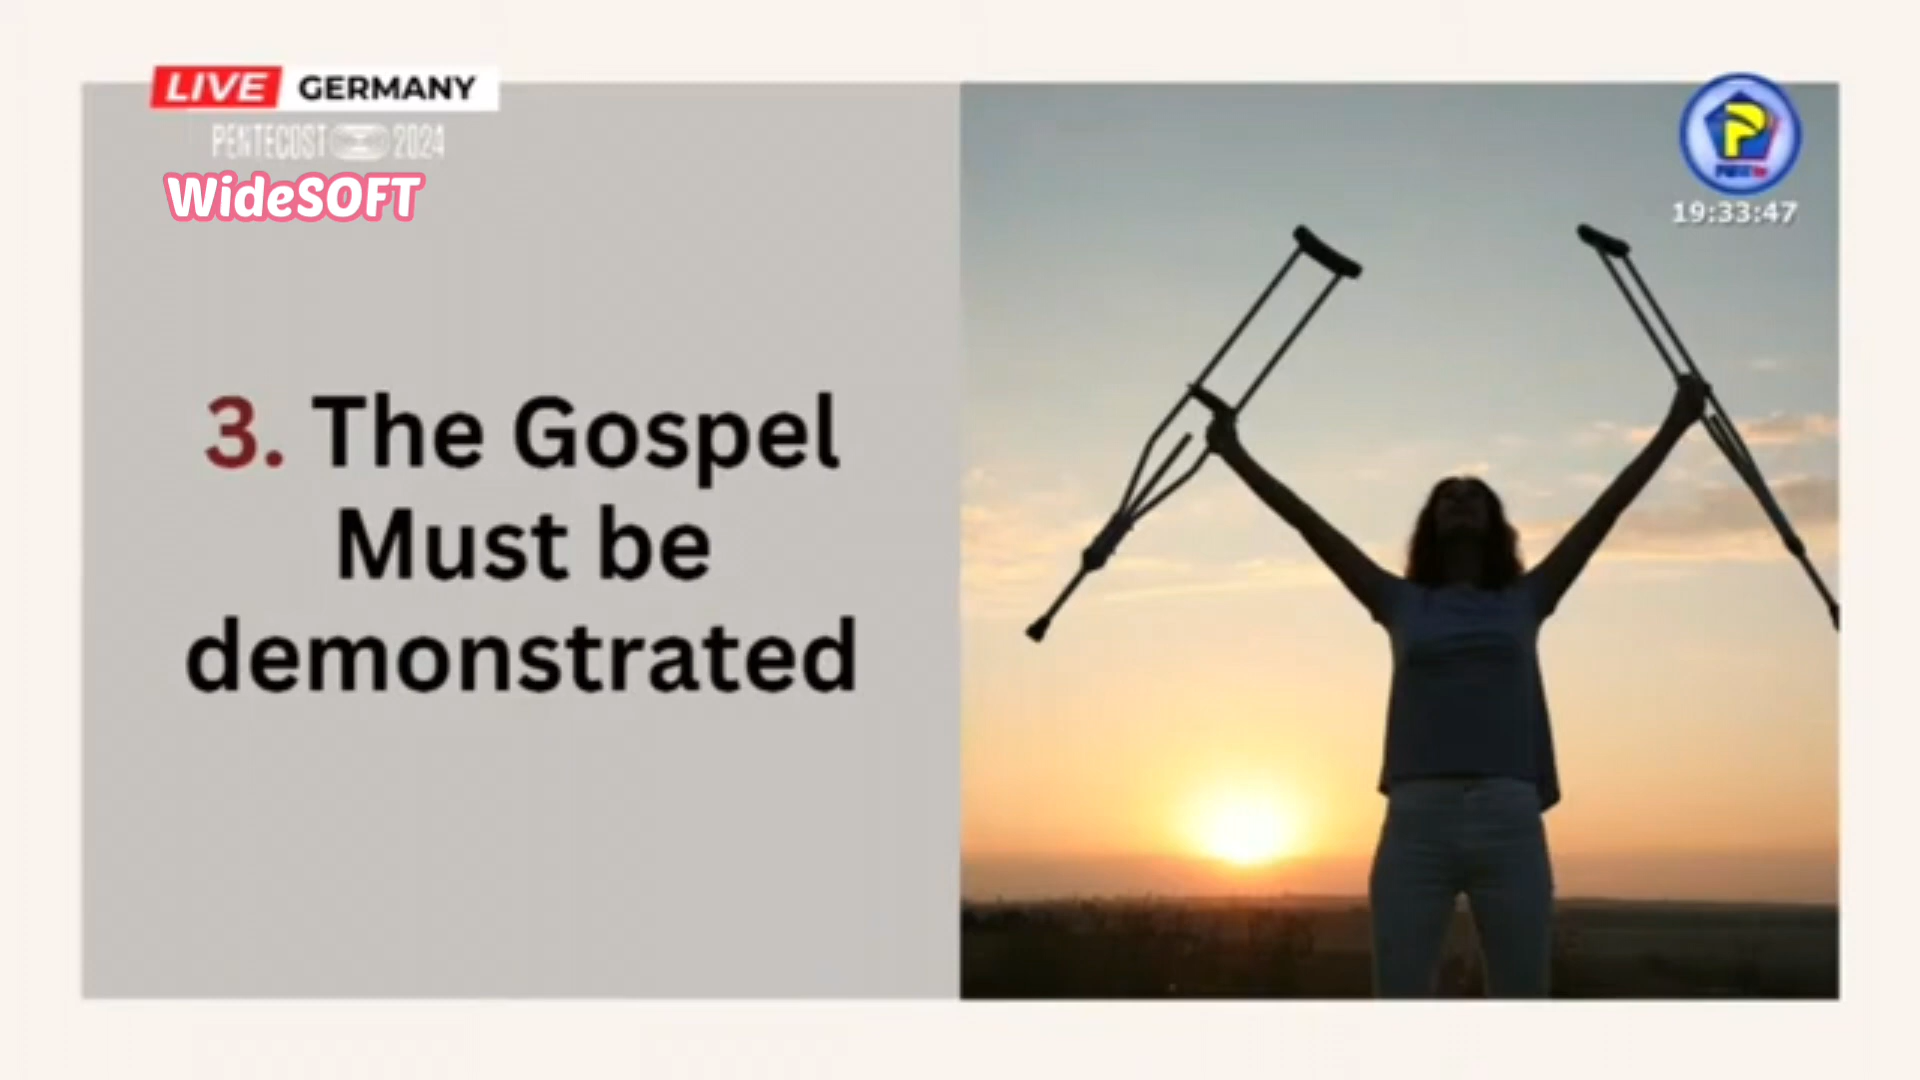 LIVE GERMANY
PENTECOST 2024
WideSOFT
19:33:47
3. The Gospel
Must be
demonstrated